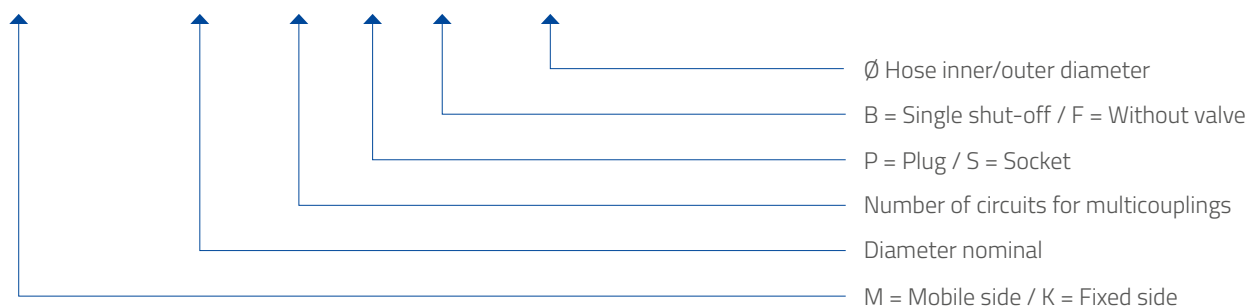 Ø Hose inner/outer diameter
B = Single shut-off / F = Without valve
P = Plug / S = Socket
Number of circuits for multicouplings
Diameter nominal
M = Mobile side / K = Fixed side